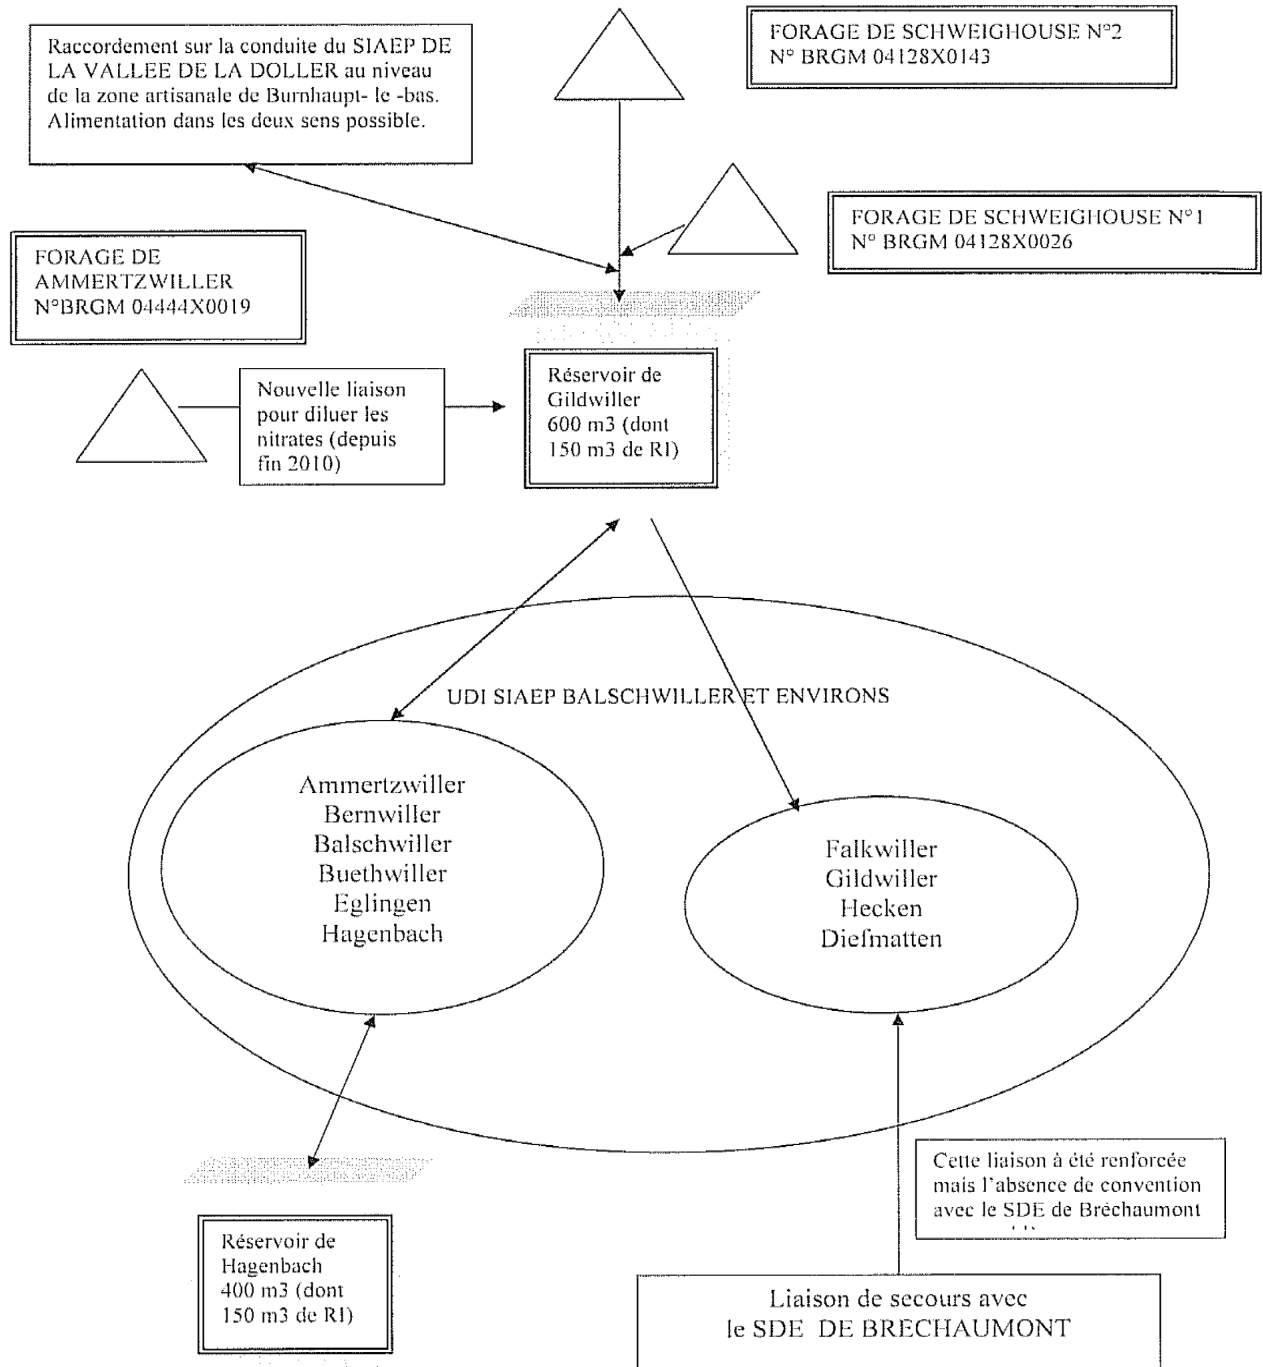 Raccordement sur la conduite du SIAEP DE
LA VALLEE DE LA DOLLER au niveau
de la zone artisanale de Burnhaupt- le -bas.
Alimentation dans les deux sens possible.
FORAGE DE SCHWEIGHOUSE N°2
N° BRGM 04128X0143
FORAGE DE SCHWEIGHOUSE N°1
N° BRGM 04128X0026
FORAGE DE
AMMERTZWILLER
N°BRGM 04444X0019
Nouvelle liaison
pour diluer les
nitrates (depuis
fin 2010)
Réservoir de
Gildwiller
600 m3 (dont
150 m3 de RI)
UDI SIAEP BALSCHWILLER ET ENVIRONS
Ammertzwiller
Bernwiller
Balschwiller
Buethwiller
Eglingen
Hagenbach
Falkwiller
Gildwiller
Hecken
Diefmatten
Cette liaison à été renforcée
mais l'absence de convention
avec le SDE de Bréchaumont
Réservoir de
Hagenbach
400 m3 (dont
150 m3 de RI)
Liaison de secours avec
le SDE DE BRECHAUMONT